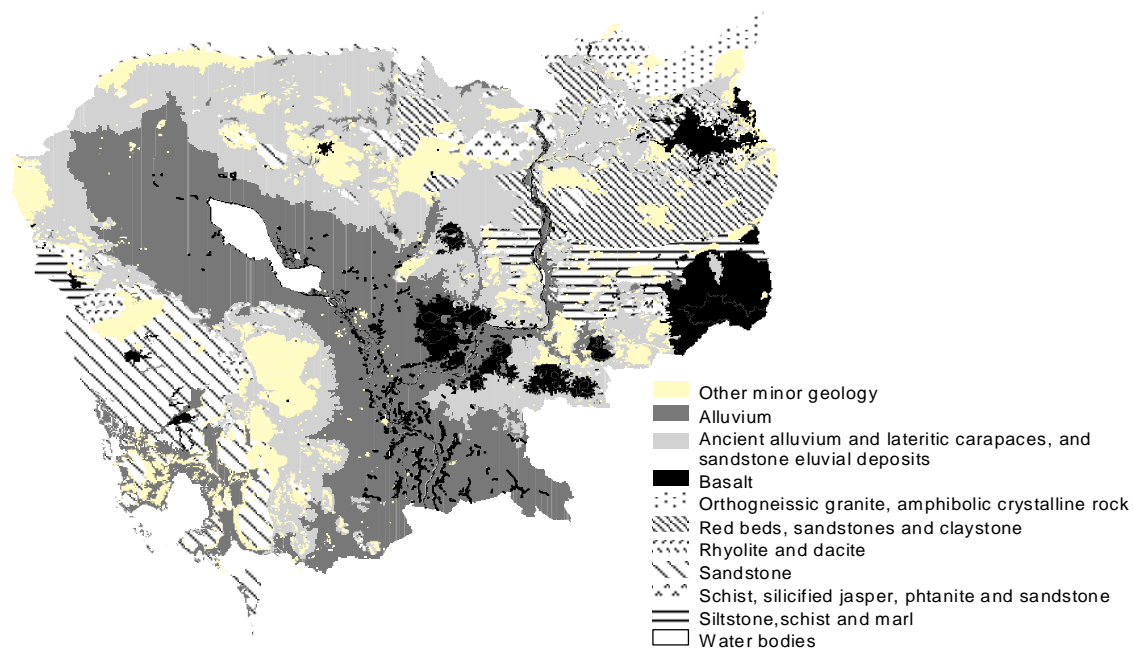 Other minor geology
Alluvium
Ancient alluvium and lateritic carapaces, and
sandstone eluvial deposits
Basalt
Orthogneissic granite, amphibolic crystalline rock
Red beds, sandstones and claystone
Rhyolite and dacite
Sandstone
Schist, silicified jasper, phtanite and sandstone
Siltstone,schist and marl
Water bodies